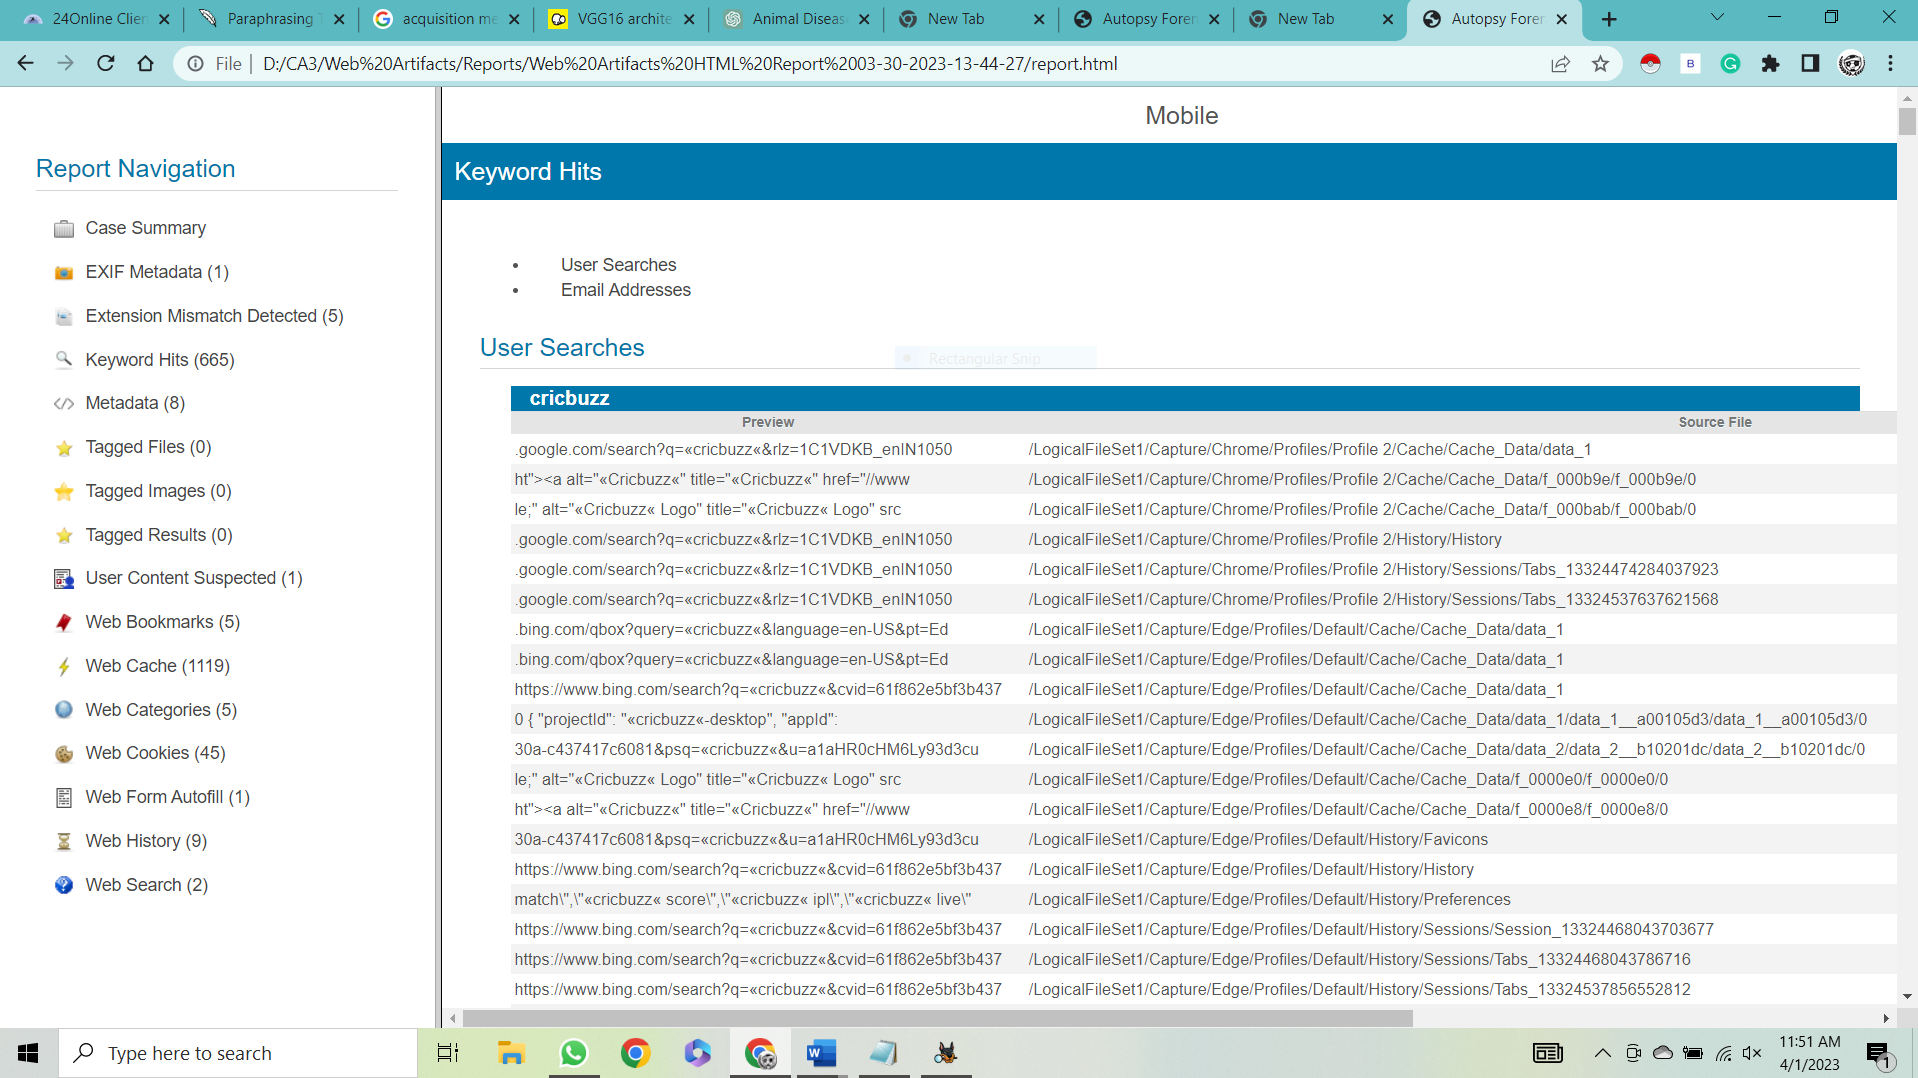 24Online Clien
Paraphrasing T
acquisition me
VGG16 archite
Animal Diseas
New Tab
Autopsy Foren
New Tab
Autopsy Foren
File
D:/CA3/Web%20Artifacts/Reports/Web%20Artifacts%20HTML%20Report%2003-30-2023-13-44-27/report.html
Report Navigation
Case Summary
EXIF Metadata (1)
Extension Mismatch Detected (5)
Keyword Hits (665)
Metadata (8)
Tagged Files (0)
Tagged Images (0)
Tagged Results (0)
User Content Suspected (1)
Web Bookmarks (5)
Web Cache (1119)
Web Categories (5)
Web Cookies (45)
Web Form Autofill (1)
Web History (9)
Web Search (2)
Mobile
Keyword Hits
• User Searches
• Email Addresses
User Searches
Rectangular Snip
cricbuzz
Preview Source File
.google.com/search?q=«cricbuzz«&rlz=1C1VDKB_enIN1050 /LogicalFileSet1/Capture/Chrome/Profiles/Profile 2/Cache/Cache_Data/data_1
ht"><a alt="«Cricbuzz«" title="«Cricbuzz«" href="//www /LogicalFileSet1/Capture/Chrome/Profiles/Profile 2/Cache/Cache_Data/f_000b9e/f_000b9e/0
le;" alt="«Cricbuzz« Logo" title="«Cricbuzz« Logo" src /LogicalFileSet1/Capture/Chrome/Profiles/Profile 2/Cache/Cache_Data/f_000bab/f_000bab/0
.google.com/search?q=«cricbuzz«&rlz=1C1VDKB_enIN1050 /LogicalFileSet1/Capture/Chrome/Profiles/Profile 2/History/History
.google.com/search?q=«cricbuzz«&rlz=1C1VDKB_enIN1050 /LogicalFileSet1/Capture/Chrome/Profiles/Profile 2/History/Sessions/Tabs_13324474284037923
.google.com/search?q=«cricbuzz«&rlz=1C1VDKB_enIN1050 /LogicalFileSet1/Capture/Chrome/Profiles/Profile 2/History/Sessions/Tabs_13324537637621568
.bing.com/qbox?query=«cricbuzz«&language=en-US&pt=Ed /LogicalFileSet1/Capture/Edge/Profiles/Default/Cache/Cache_Data/data_1
.bing.com/qbox?query=«cricbuzz«&language=en-US&pt=Ed /LogicalFileSet1/Capture/Edge/Profiles/Default/Cache/Cache_Data/data_1
https://www.bing.com/search?q=«cricbuzz«&cvid=61f862e5bf3b437 /LogicalFileSet1/Capture/Edge/Profiles/Default/Cache/Cache_Data/data_1
0 { "projectId": "«cricbuzz«-desktop", "appId": /LogicalFileSet1/Capture/Edge/Profiles/Default/Cache/Cache_Data/data_1/data_1__a00105d3/data_1__a00105d3/0
30a-c437417c6081&psq=«cricbuzz«&u=a1aHR0cHM6Ly93d3cu /LogicalFileSet1/Capture/Edge/Profiles/Default/Cache/Cache_Data/data_2/data_2__b10201dc/data_2__b10201dc/0
le;" alt="«Cricbuzz« Logo" title="«Cricbuzz« Logo" src /LogicalFileSet1/Capture/Edge/Profiles/Default/Cache/Cache_Data/f_0000e0/f_0000e0/0
ht"><a alt="«Cricbuzz«" title="«Cricbuzz«" href="//www /LogicalFileSet1/Capture/Edge/Profiles/Default/Cache/Cache_Data/f_0000e8/f_0000e8/0
30a-c437417c6081&psq=«cricbuzz«&u=a1aHR0cHM6Ly93d3cu /LogicalFileSet1/Capture/Edge/Profiles/Default/History/Favicons
https://www.bing.com/search?q=«cricbuzz«&cvid=61f862e5bf3b437 /LogicalFileSet1/Capture/Edge/Profiles/Default/History/History
match\",\"«cricbuzz« score\",\"«cricbuzz« ipl\",\"«cricbuzz« live\" /LogicalFileSet1/Capture/Edge/Profiles/Default/History/Preferences
https://www.bing.com/search?q=«cricbuzz«&cvid=61f862e5bf3b437 /LogicalFileSet1/Capture/Edge/Profiles/Default/History/Sessions/Session_13324468043703677
https://www.bing.com/search?q=«cricbuzz«&cvid=61f862e5bf3b437 /LogicalFileSet1/Capture/Edge/Profiles/Default/History/Sessions/Tabs_13324468043786716
https://www.bing.com/search?q=«cricbuzz«&cvid=61f862e5bf3b437 /LogicalFileSet1/Capture/Edge/Profiles/Default/History/Sessions/Tabs_13324537856552812
Type here to search
11:51 AM
4/1/2023
1